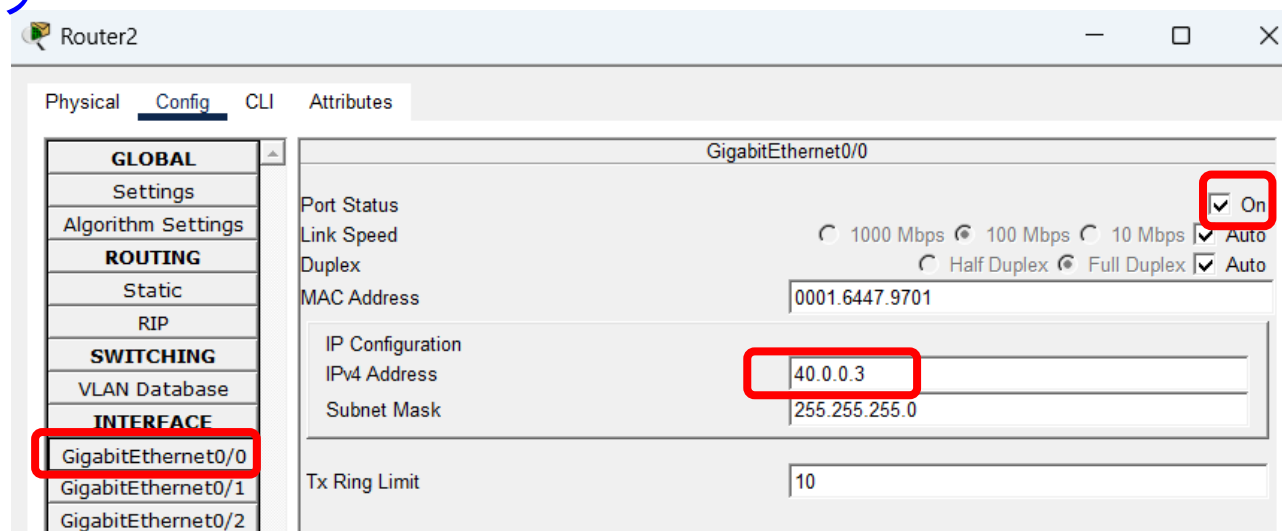 Router2
Physical Config CLI Attributes
GLOBAL
Settings
Algorithm Settings
ROUTING
Static
RIP
SWITCHING
VLAN Database
INTERFACE
GigabitEthernet0/0
GigabitEthernet0/1
GigabitEthernet0/2
GigabitEthernet0/0
Port Status On
Link Speed 1000 Mbps 100 Mbps 10 Mbps Auto
Duplex Half Duplex Full Duplex Auto
MAC Address 0001.6447.9701
IP Configuration
IPv4 Address 40.0.0.3
Subnet Mask 255.255.255.0
Tx Ring Limit 10